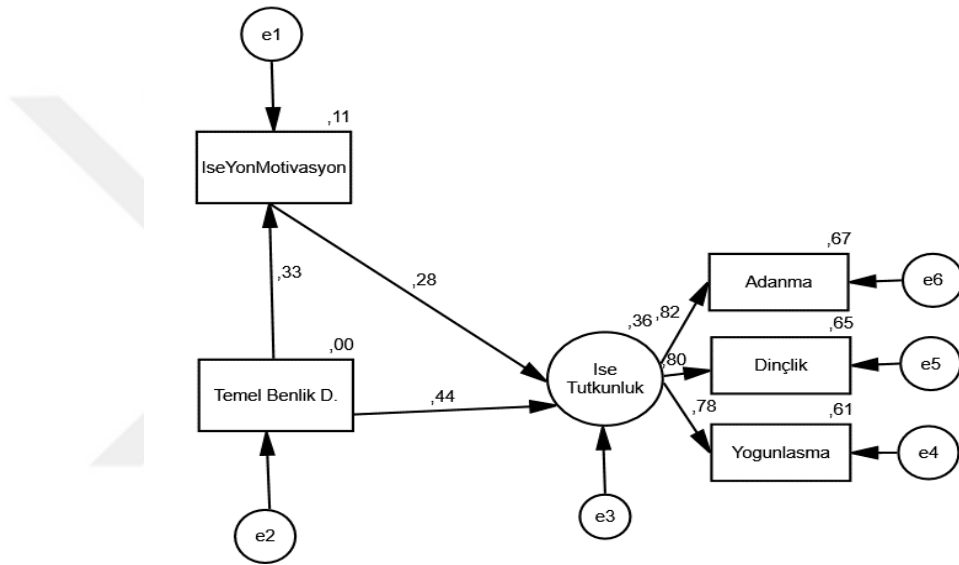 e1
,11
IseYonMotivasyon
,33
,28
,67
Adanma
e6
,36
,82
,65
,00
Ise
Tutkunluk
,80
Dinçlik
e5
Temel Benlik D.
,44
,78
,61
Yogunlasma
e4
e2
e3